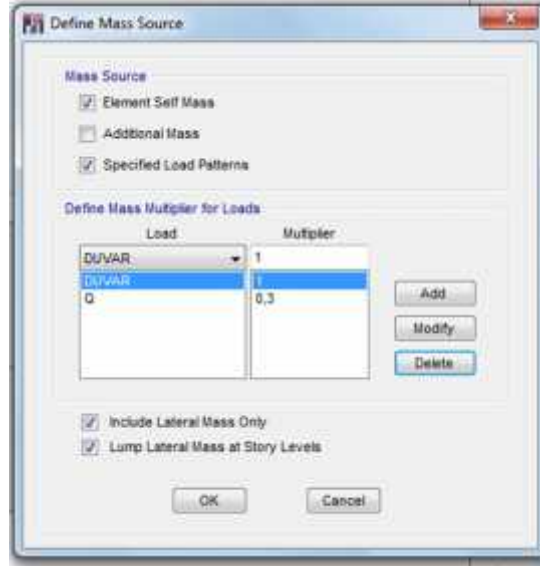 Define Mass Source
Mass Source
Element Self Mass
Additional Mass
Specified Load Patterns
Define Mass Multiplier for Loads
Load Multiplier
DUVAR 1
DUVAR 1
Q 0,3
Add
Modify
Delete
Include Lateral Mass Only
Lump Lateral Mass at Story Levels
OK Cancel